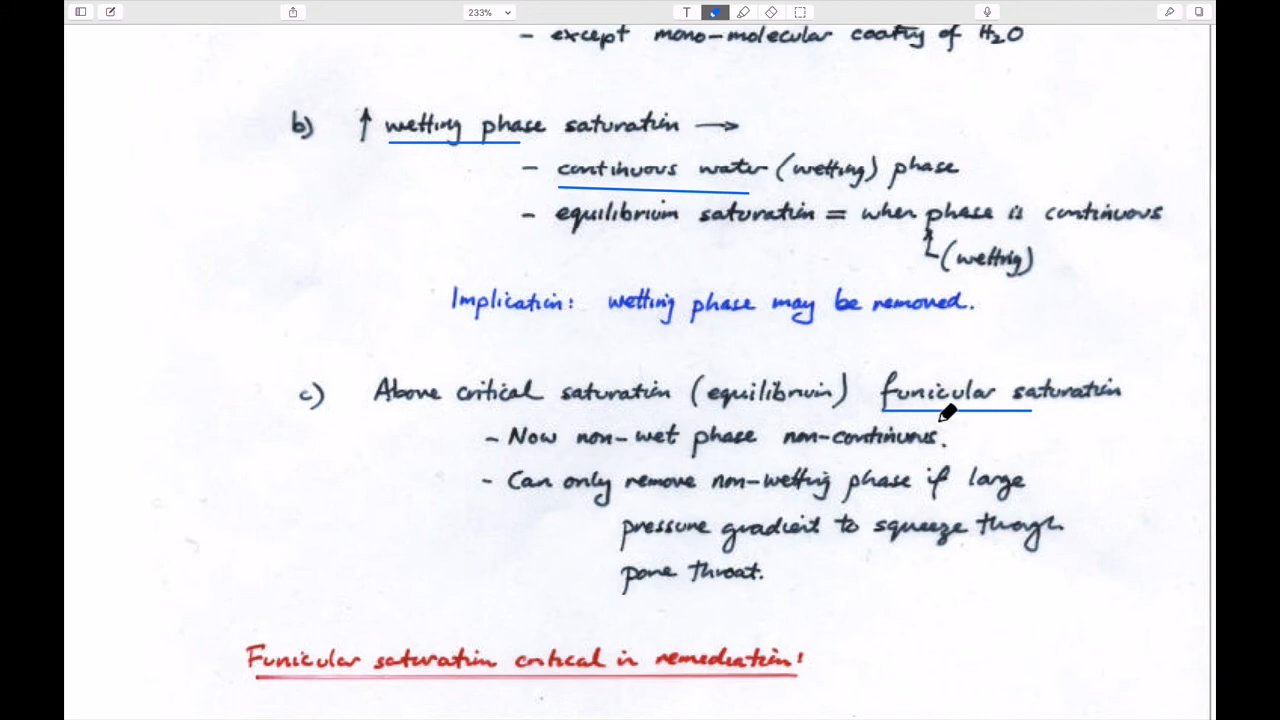 233%
- except mono-molecular coating of H₂O
b) ↑ wetting phase saturation →
- continuous water (wetting) phase
- equilibrium saturation = when phase is continuous
(wetting)
Implication: wetting phase may be removed.
c) Above critical saturation (equilibrium) funicular saturation
- Now non-wet phase non-continuous.
- Can only remove non-wetting phase if large
pressure gradient to squeeze though
pore throat.
Funicular saturation critical in remediation!